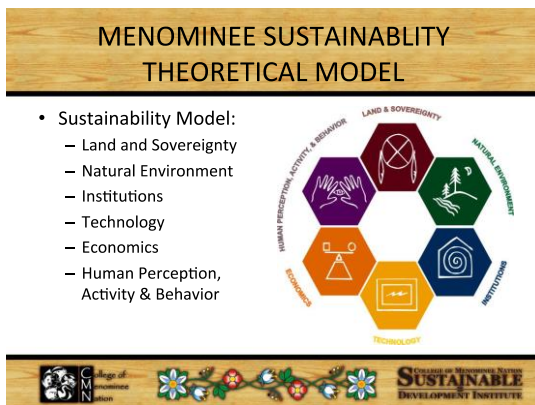 MENOMINEE SUSTAINABLITY
THEORETICAL MODEL
• Sustainability Model:
– Land and Sovereignty
– Natural Environment
– Institutions
– Technology
– Economics
– Human Perception,
Activity & Behavior
LAND & SOVEREIGNTY
NATURAL ENVIRONMENT
INSTITUTIONS
TECHNOLOGY
ECONOMICS
HUMAN PERCEPTION, ACTIVITY, & BEHAVIOR
College of
Menominee
Nation
COLLEGE OF MENOMINEE NATION
SUSTAINABLE
DEVELOPMENT INSTITUTE